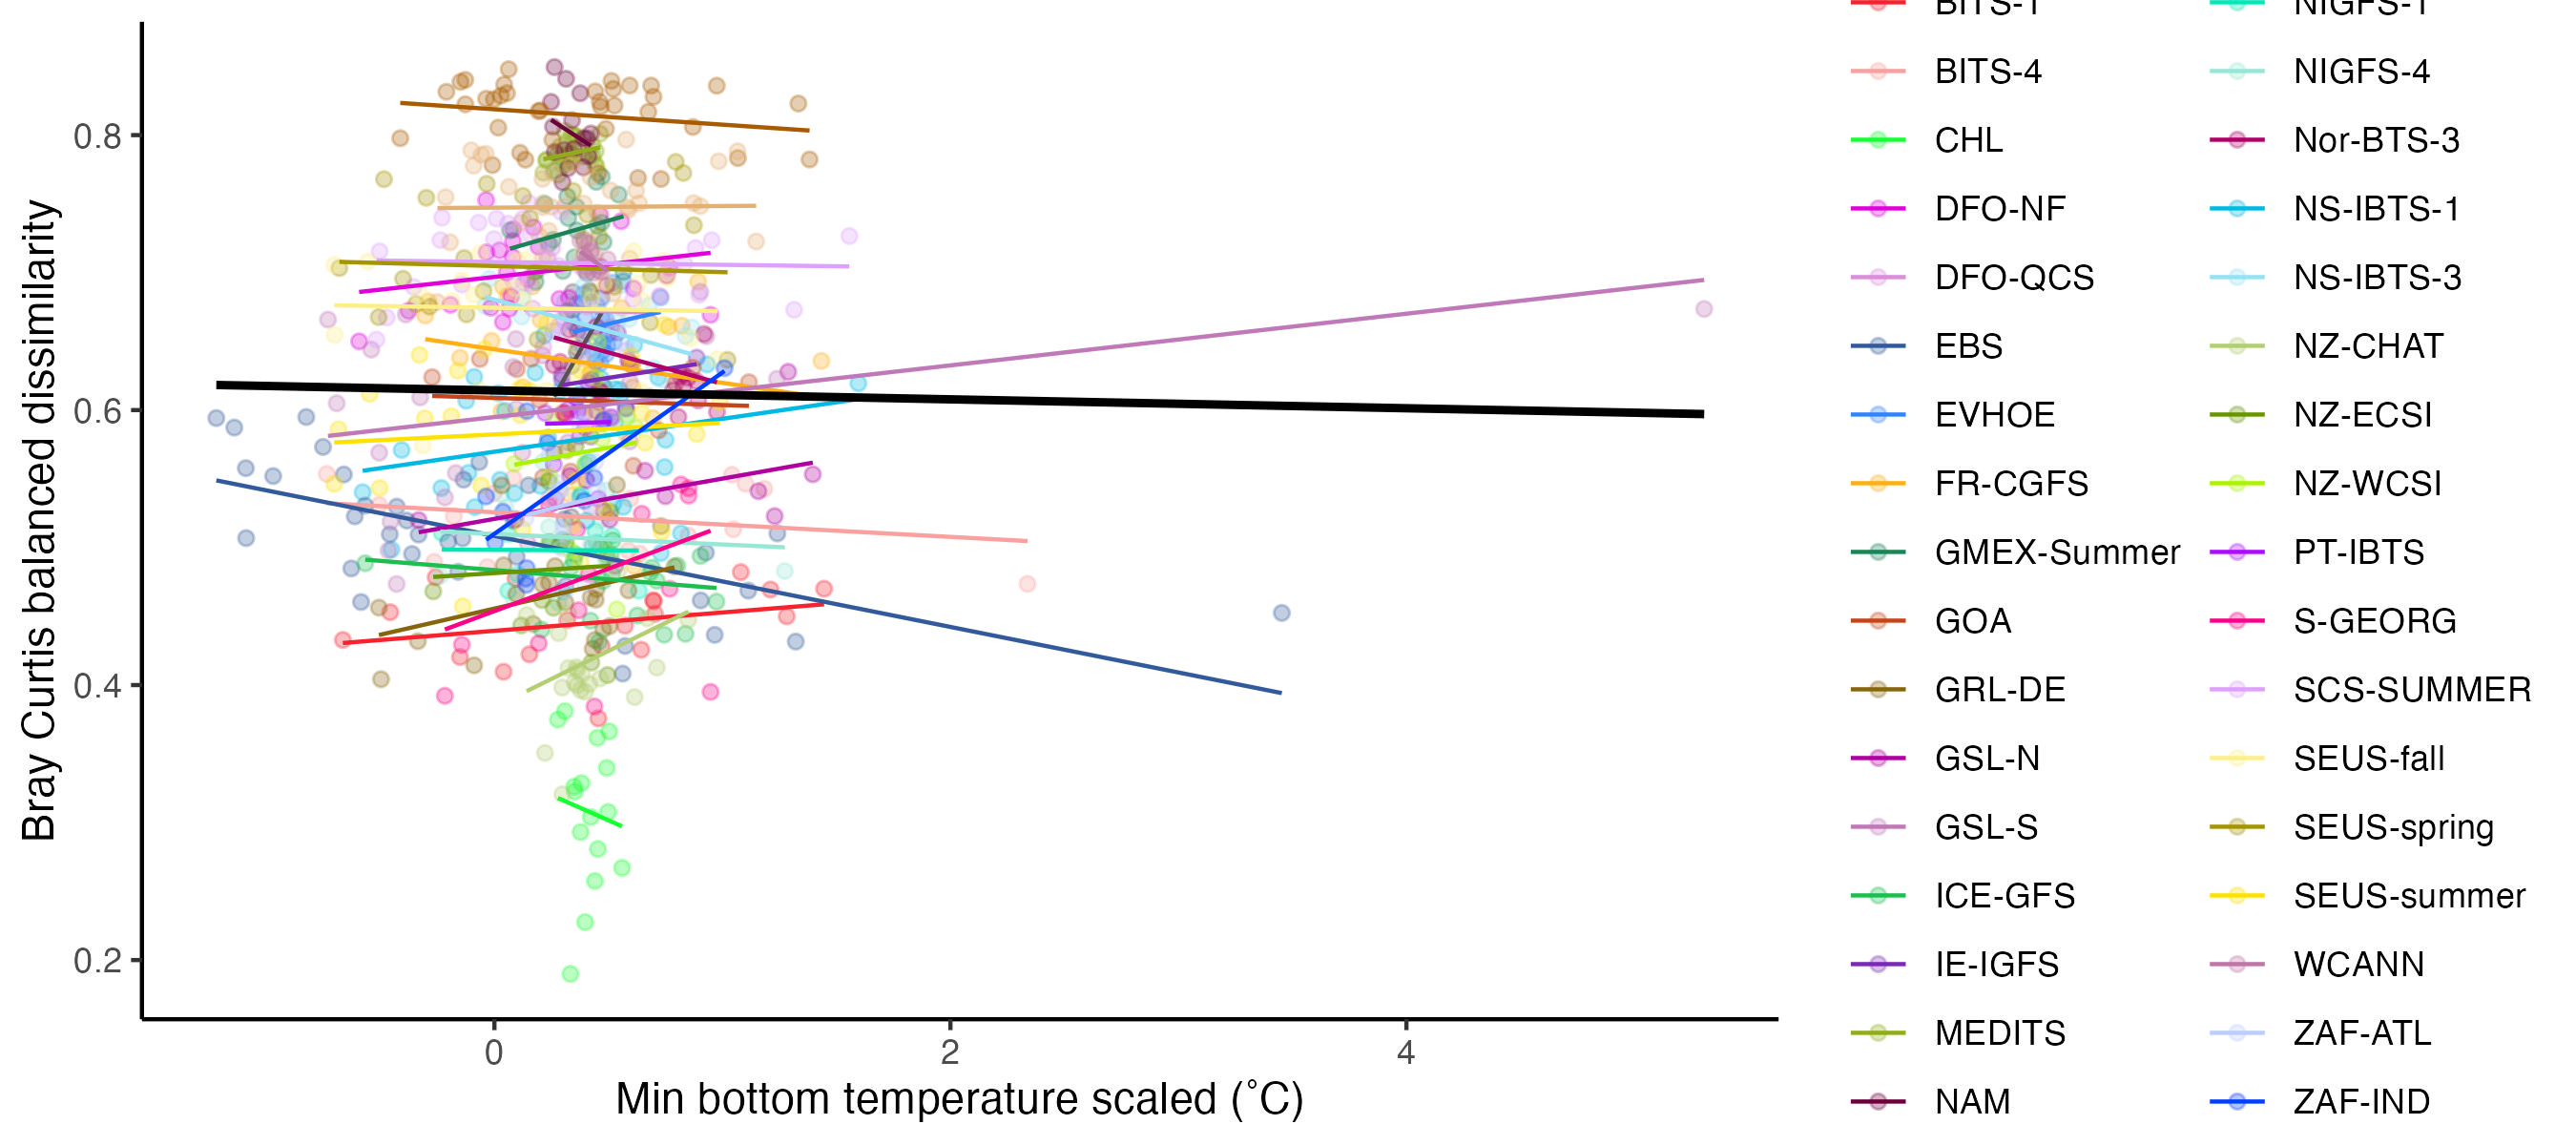 BITS-1
NIGFS-1
BITS-4
NIGFS-4
CHL
Nor-BTS-3
DFO-NF
NS-IBTS-1
DFO-QCS
NS-IBTS-3
EBS
NZ-CHAT
EVHOE
NZ-ECSI
FR-CGFS
NZ-WCSI
GMEX-Summer
PT-IBTS
GOA
S-GEORG
GRL-DE
SCS-SUMMER
GSL-N
SEUS-fall
GSL-S
SEUS-spring
ICE-GFS
SEUS-summer
IE-IGFS
WCANN
MEDITS
ZAF-ATL
NAM
ZAF-IND
0.8
0.6
0.4
0.2
Bray Curtis balanced dissimilarity
0
2
4
Min bottom temperature scaled (°C)